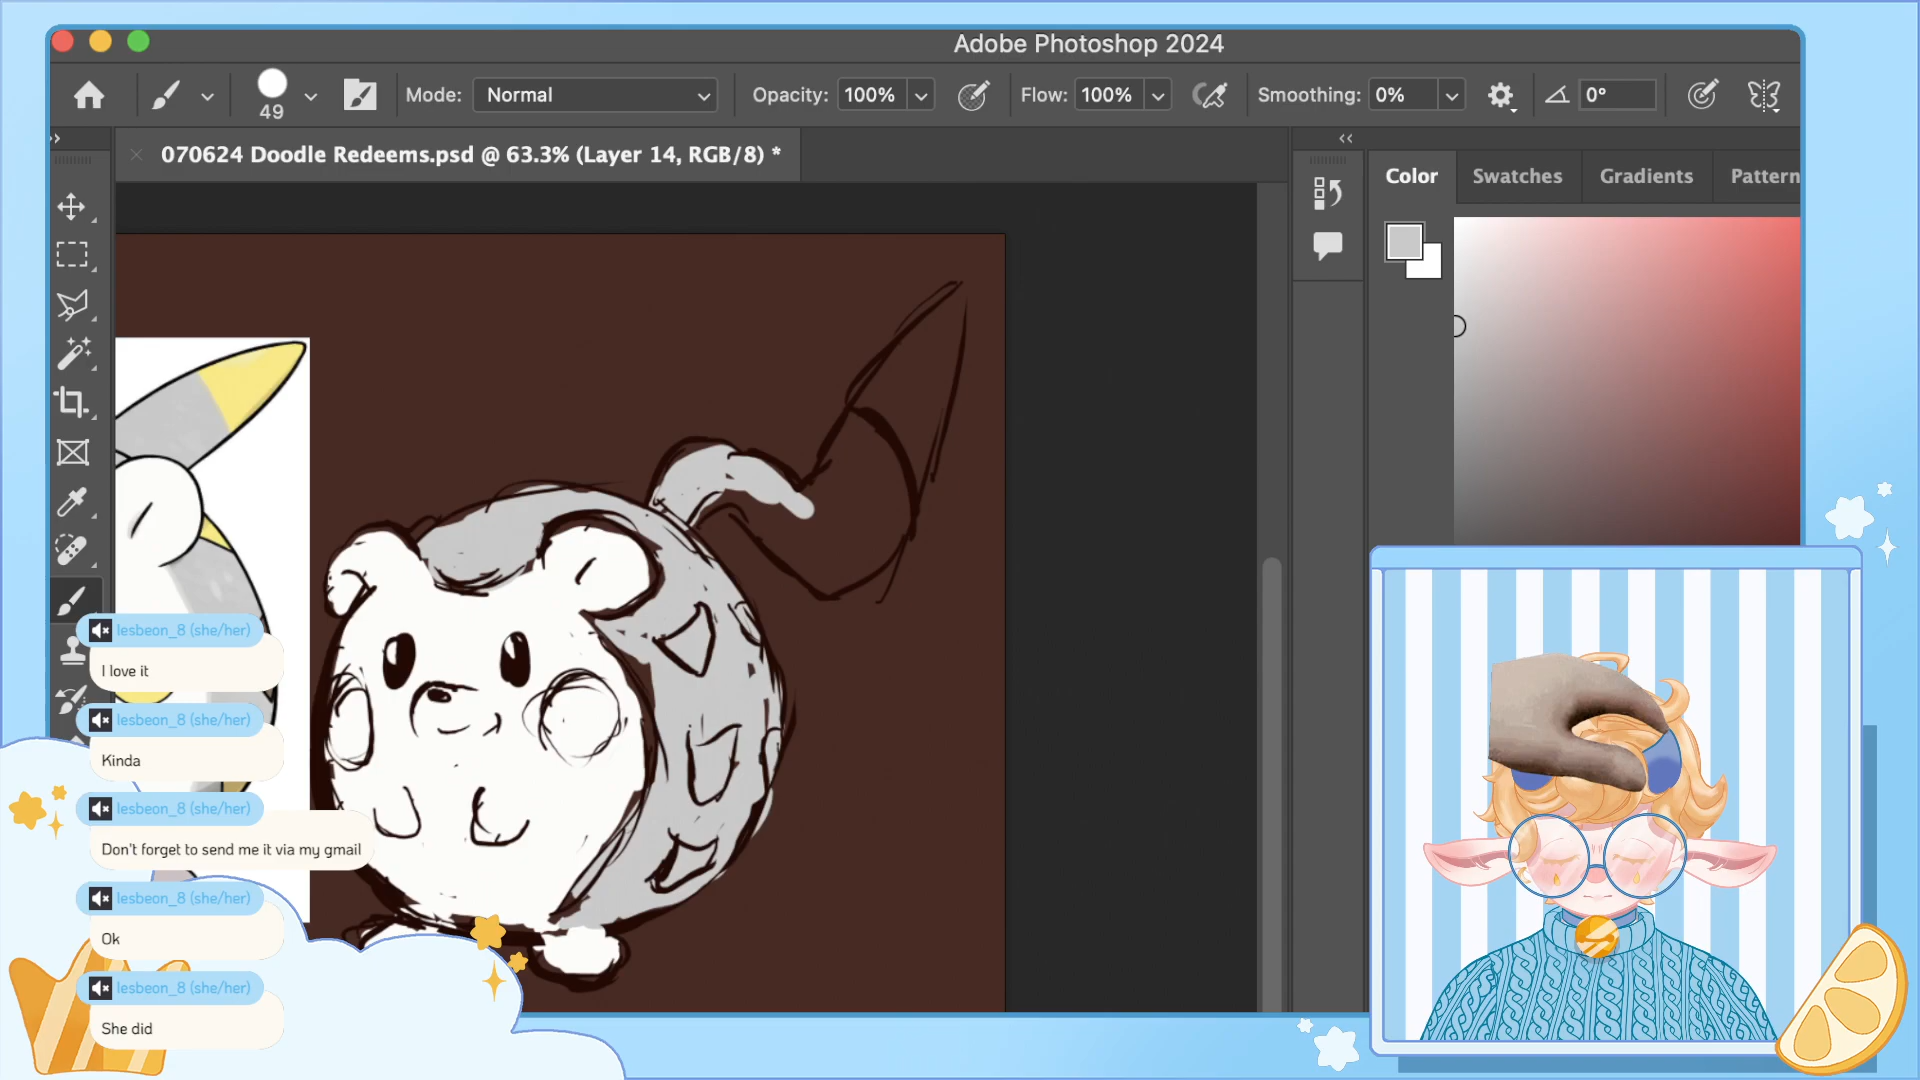 Adobe Photoshop 2024
49
Mode: Normal
Opacity: 100%
Flow: 100%
Smoothing: 0%
0°
070624 Doodle Redeems.psd @ 63.3% (Layer 14, RGB/8) *
Color
Swatches
Gradients
Pattern
lesbeon_8 (she/her)
I love it
lesbeon_8 (she/her)
Kinda
lesbeon_8 (she/her)
Don't forget to send me it via my gmail
lesbeon_8 (she/her)
Ok
lesbeon_8 (she/her)
She did